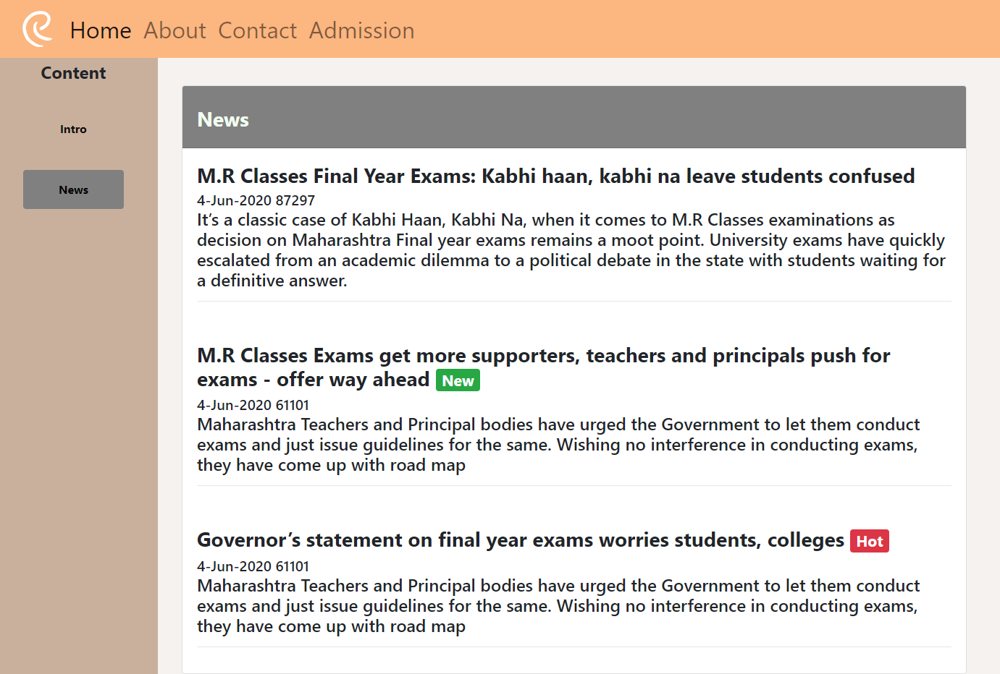 Home About Contact Admission
Content
Intro
News
News
M.R Classes Final Year Exams: Kabhi haan, kabhi na leave students confused
4-Jun-2020 87297
It’s a classic case of Kabhi Haan, Kabhi Na, when it comes to M.R Classes examinations as
decision on Maharashtra Final year exams remains a moot point. University exams have quickly
escalated from an academic dilemma to a political debate in the state with students waiting for
a definitive answer.
M.R Classes Exams get more supporters, teachers and principals push for
exams - offer way ahead New
4-Jun-2020 61101
Maharashtra Teachers and Principal bodies have urged the Government to let them conduct
exams and just issue guidelines for the same. Wishing no interference in conducting exams,
they have come up with road map
Governor’s statement on final year exams worries students, colleges Hot
4-Jun-2020 61101
Maharashtra Teachers and Principal bodies have urged the Government to let them conduct
exams and just issue guidelines for the same. Wishing no interference in conducting exams,
they have come up with road map